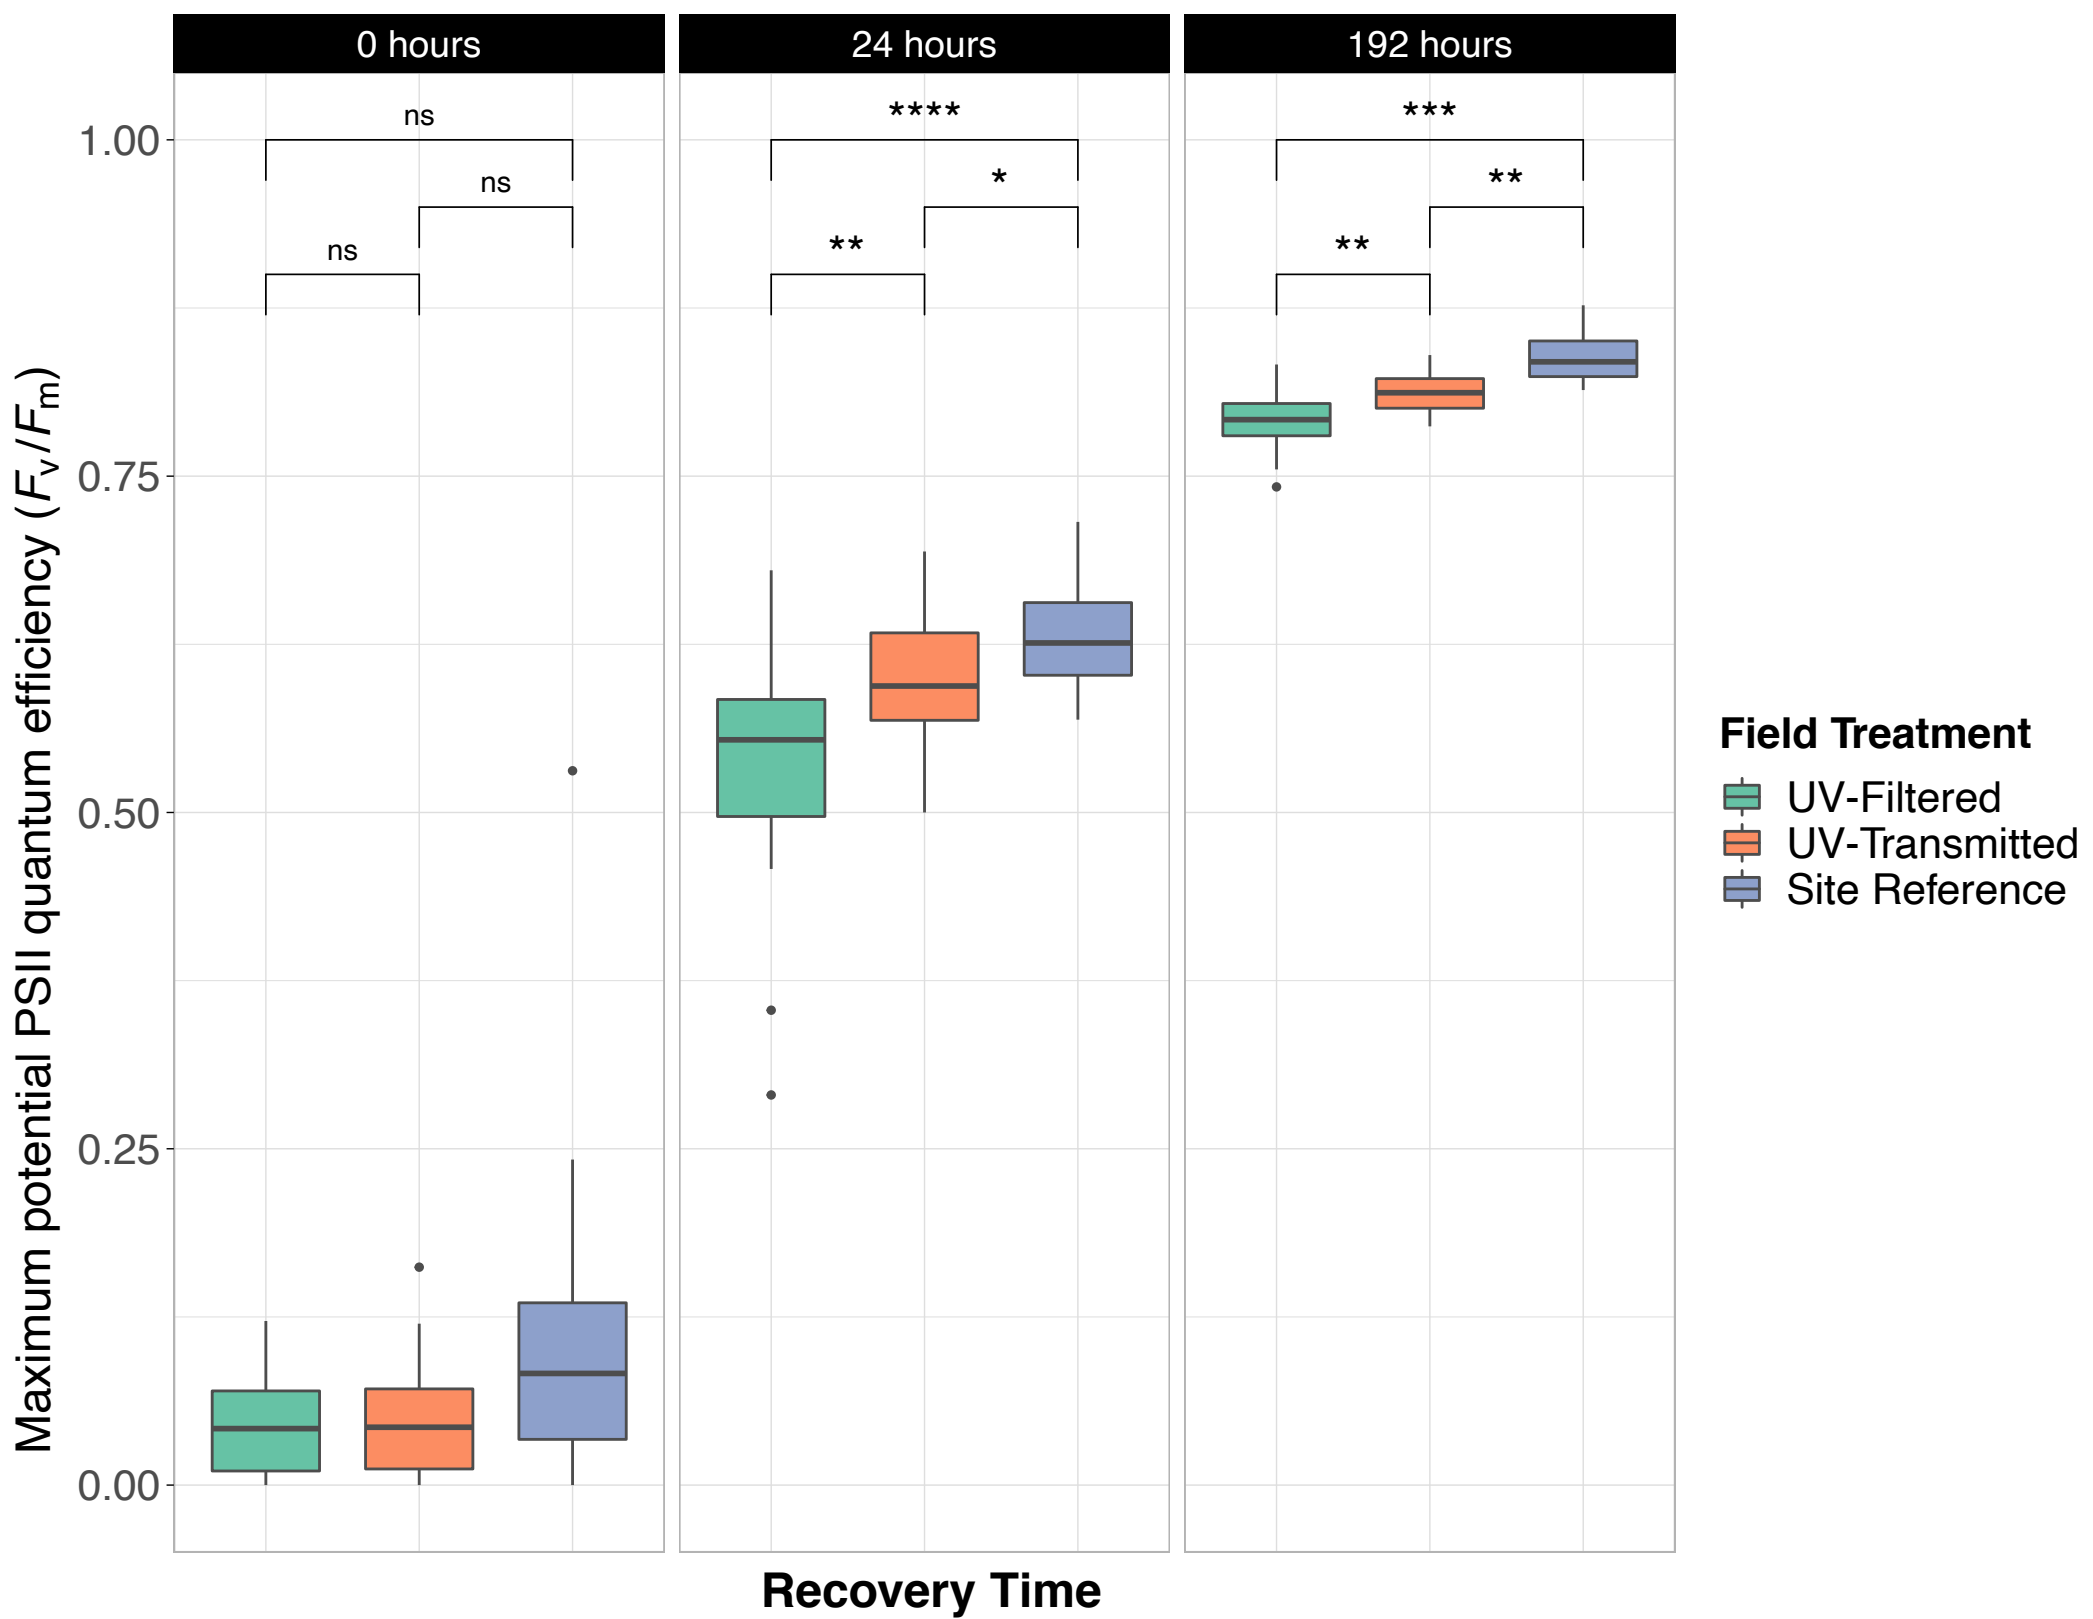 0 hours
24 hours
192 hours
Maximum potential PSII quantum efficiency (Fv/Fm)
1.00
0.75
0.50
0.25
0.00
ns
ns
ns
****
*
**
***
**
**
Recovery Time
Field Treatment
UV-Filtered
UV-Transmitted
Site Reference